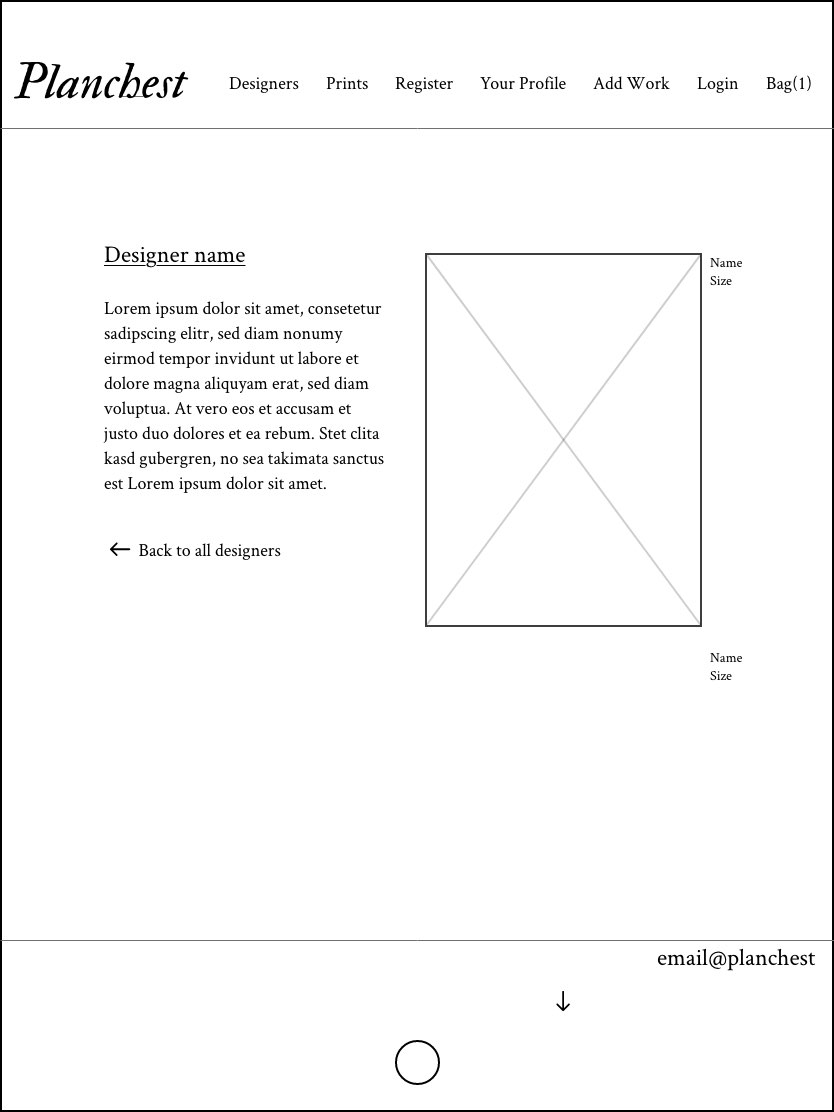 Planchest
Designers Prints Register Your Profile Add Work Login Bag(1)
Designer name
Lorem ipsum dolor sit amet, consetetur
sadipscing elitr, sed diam nonumy
eirmod tempor invidunt ut labore et
dolore magna aliquyam erat, sed diam
voluptua. At vero eos et accusam et
justo duo dolores et ea rebum. Stet clita
kasd gubergren, no sea takimata sanctus
est Lorem ipsum dolor sit amet.
← Back to all designers
Name
Size
Name
Size
email@planchest
↓